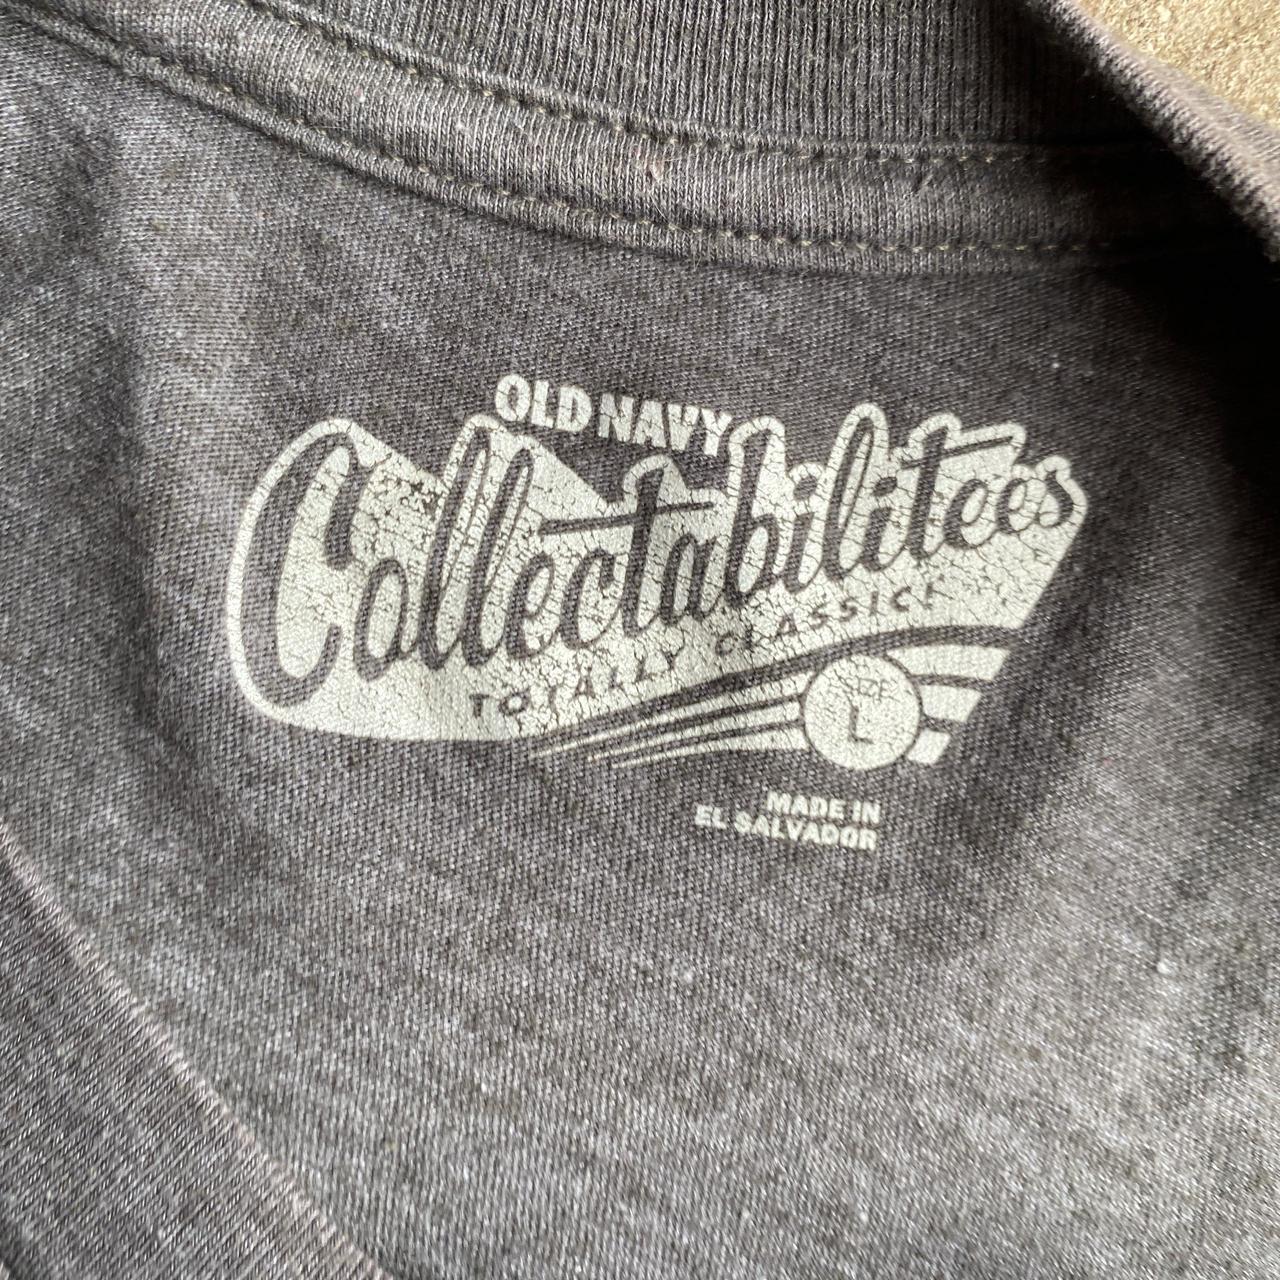 OLD NAVY
Collectabilitees
TOTALLY CLASSIC!
SIZE
L
MADE IN
EL SALVADOR